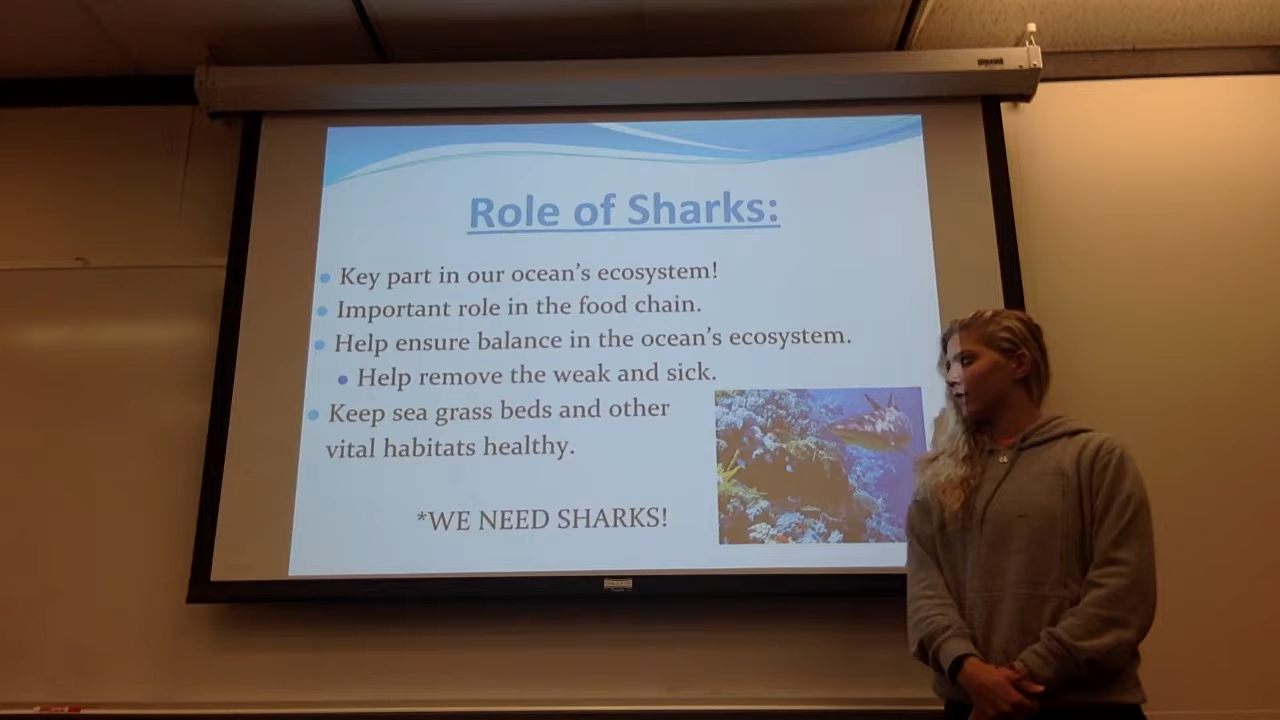 Role of Sharks:
Key part in our ocean's ecosystem!
Important role in the food chain.
Help ensure balance in the ocean's ecosystem.
Help remove the weak and sick.
Keep sea grass beds and other
vital habitats healthy.
*WE NEED SHARKS!